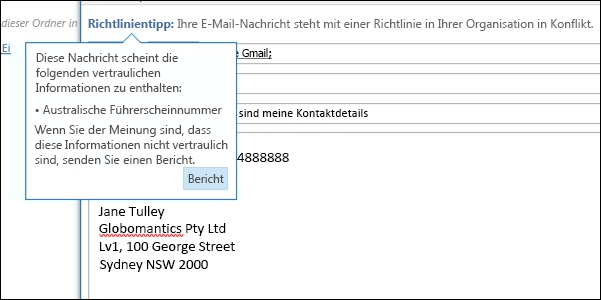 dieser Ordner in
Richtlinientipp: Ihre E-Mail-Nachricht steht mit einer Richtlinie in Ihrer Organisation in Konflikt.
Ei
Gmail;
Diese Nachricht scheint die
folgenden vertraulichen
Informationen zu enthalten:
• Australische Führerscheinnummer
Wenn Sie der Meinung sind, dass
diese Informationen nicht vertraulich
sind, senden Sie einen Bericht.
Bericht
sind meine Kontaktdetails
4888888
Jane Tulley
Globomantics Pty Ltd
Lv1, 100 George Street
Sydney NSW 2000